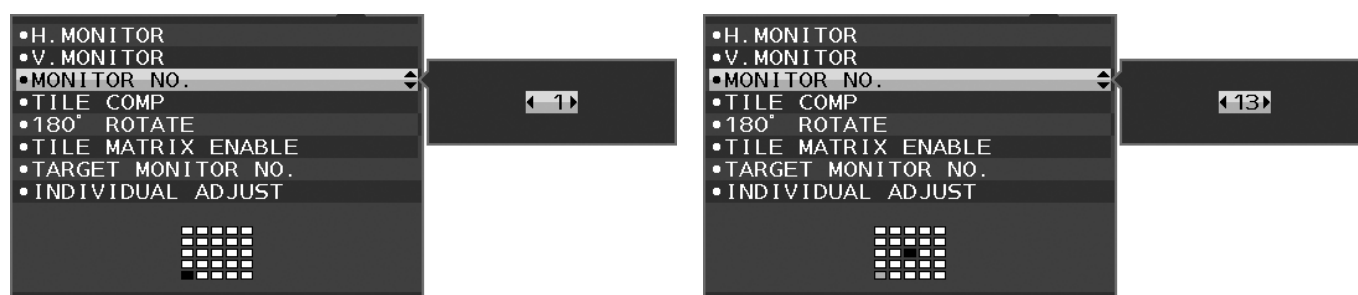 •H.MONITOR
•V.MONITOR
•MONITOR NO.
1
•TILE COMP
•180° ROTATE
•TILE MATRIX ENABLE
•TARGET MONITOR NO.
•INDIVIDUAL ADJUST
•H.MONITOR
•V.MONITOR
•MONITOR NO.
13
•TILE COMP
•180° ROTATE
•TILE MATRIX ENABLE
•TARGET MONITOR NO.
•INDIVIDUAL ADJUST